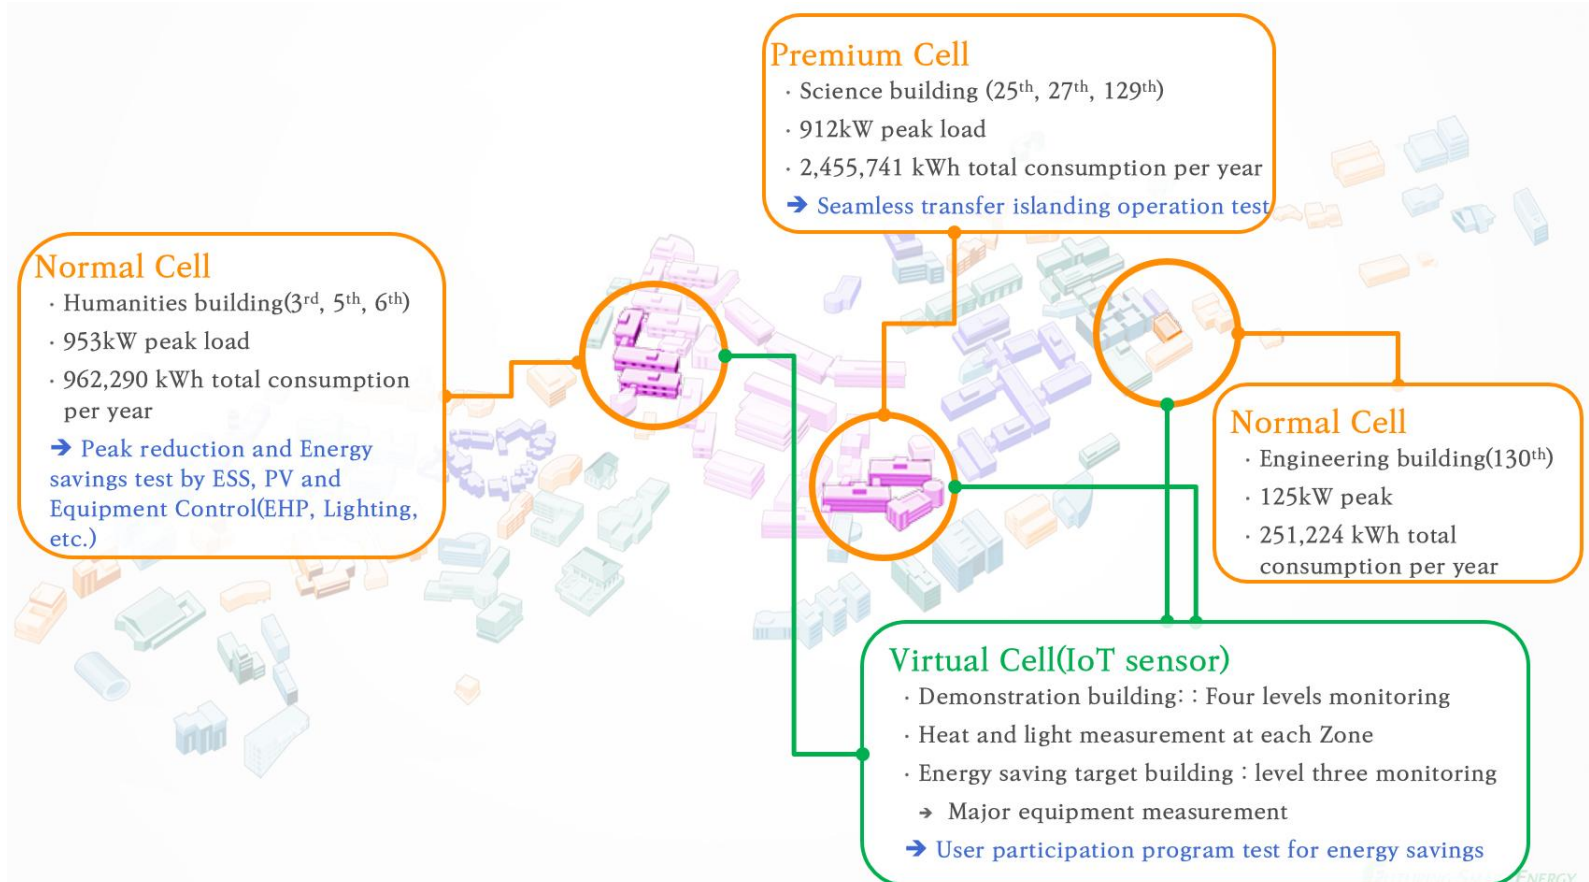 Premium Cell
· Science building (25th, 27th, 129th)
· 912kW peak load
· 2,455,741 kWh total consumption per year
➔ Seamless transfer islanding operation test
Normal Cell
· Humanities building(3rd, 5th, 6th)
· 953kW peak load
· 962,290 kWh total consumption
per year
➔ Peak reduction and Energy
savings test by ESS, PV and
Equipment Control(EHP, Lighting,
etc.)
Normal Cell
· Engineering building(130th)
· 125kW peak
· 251,224 kWh total
consumption per year
Virtual Cell(IoT sensor)
· Demonstration building: : Four levels monitoring
· Heat and light measurement at each Zone
· Energy saving target building : level three monitoring
➔ Major equipment measurement
➔ User participation program test for energy savings
ENERGY